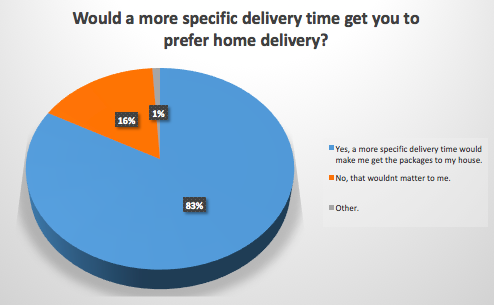 Would a more specific delivery time get you to
prefer home delivery?
1%
16%
83%
Yes, a more specific delivery time would
make me get the packages to my house.
No, that wouldnt matter to me.
Other.